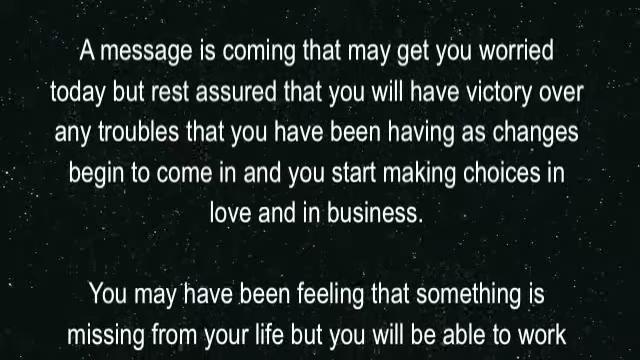 A message is coming that may get you worried
today but rest assured that you will have victory over
any troubles that you have been having as changes
begin to come in and you start making choices in
love and in business.
You may have been feeling that something is
missing from your life but you will be able to work